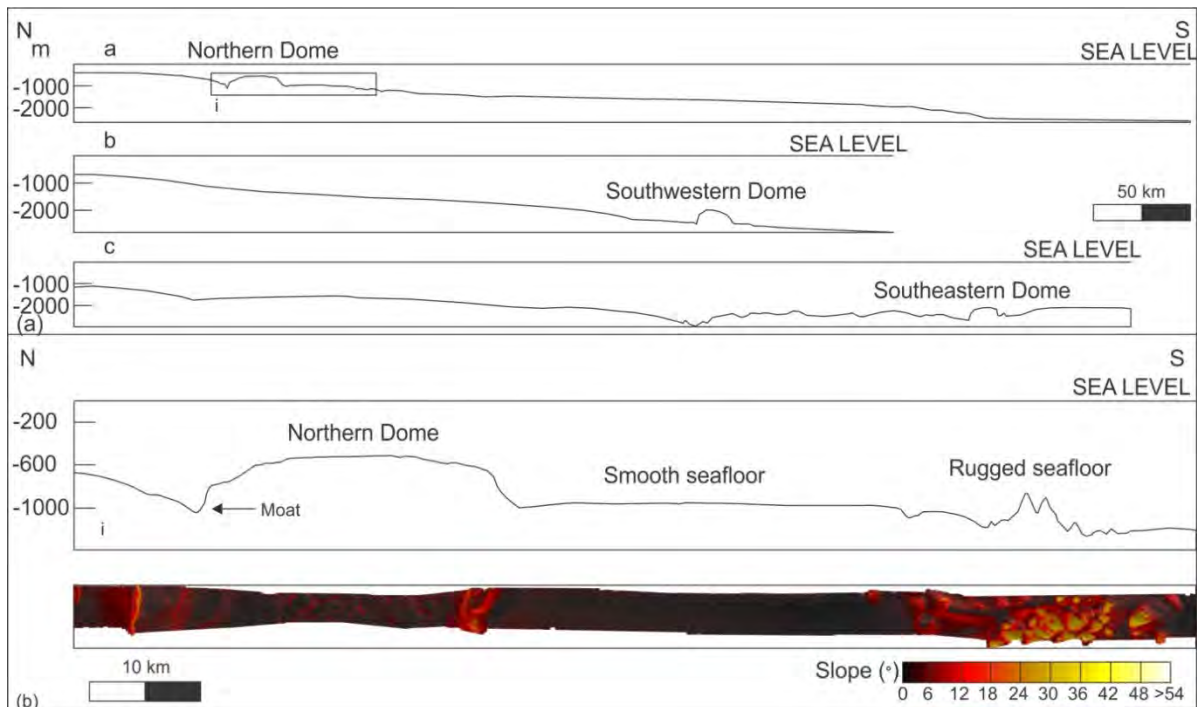 N S
m a Northern Dome SEA LEVEL
-1000
-2000
i
b SEA LEVEL
-1000
-2000
Southwestern Dome
50 km
c SEA LEVEL
-1000
-2000
Southeastern Dome
(a)
N S
SEA LEVEL
-200
-600
-1000
Northern Dome
Smooth seafloor
Rugged seafloor
Moat
i
10 km
Slope (°)
0 6 12 18 24 30 36 42 48 >54
(b)